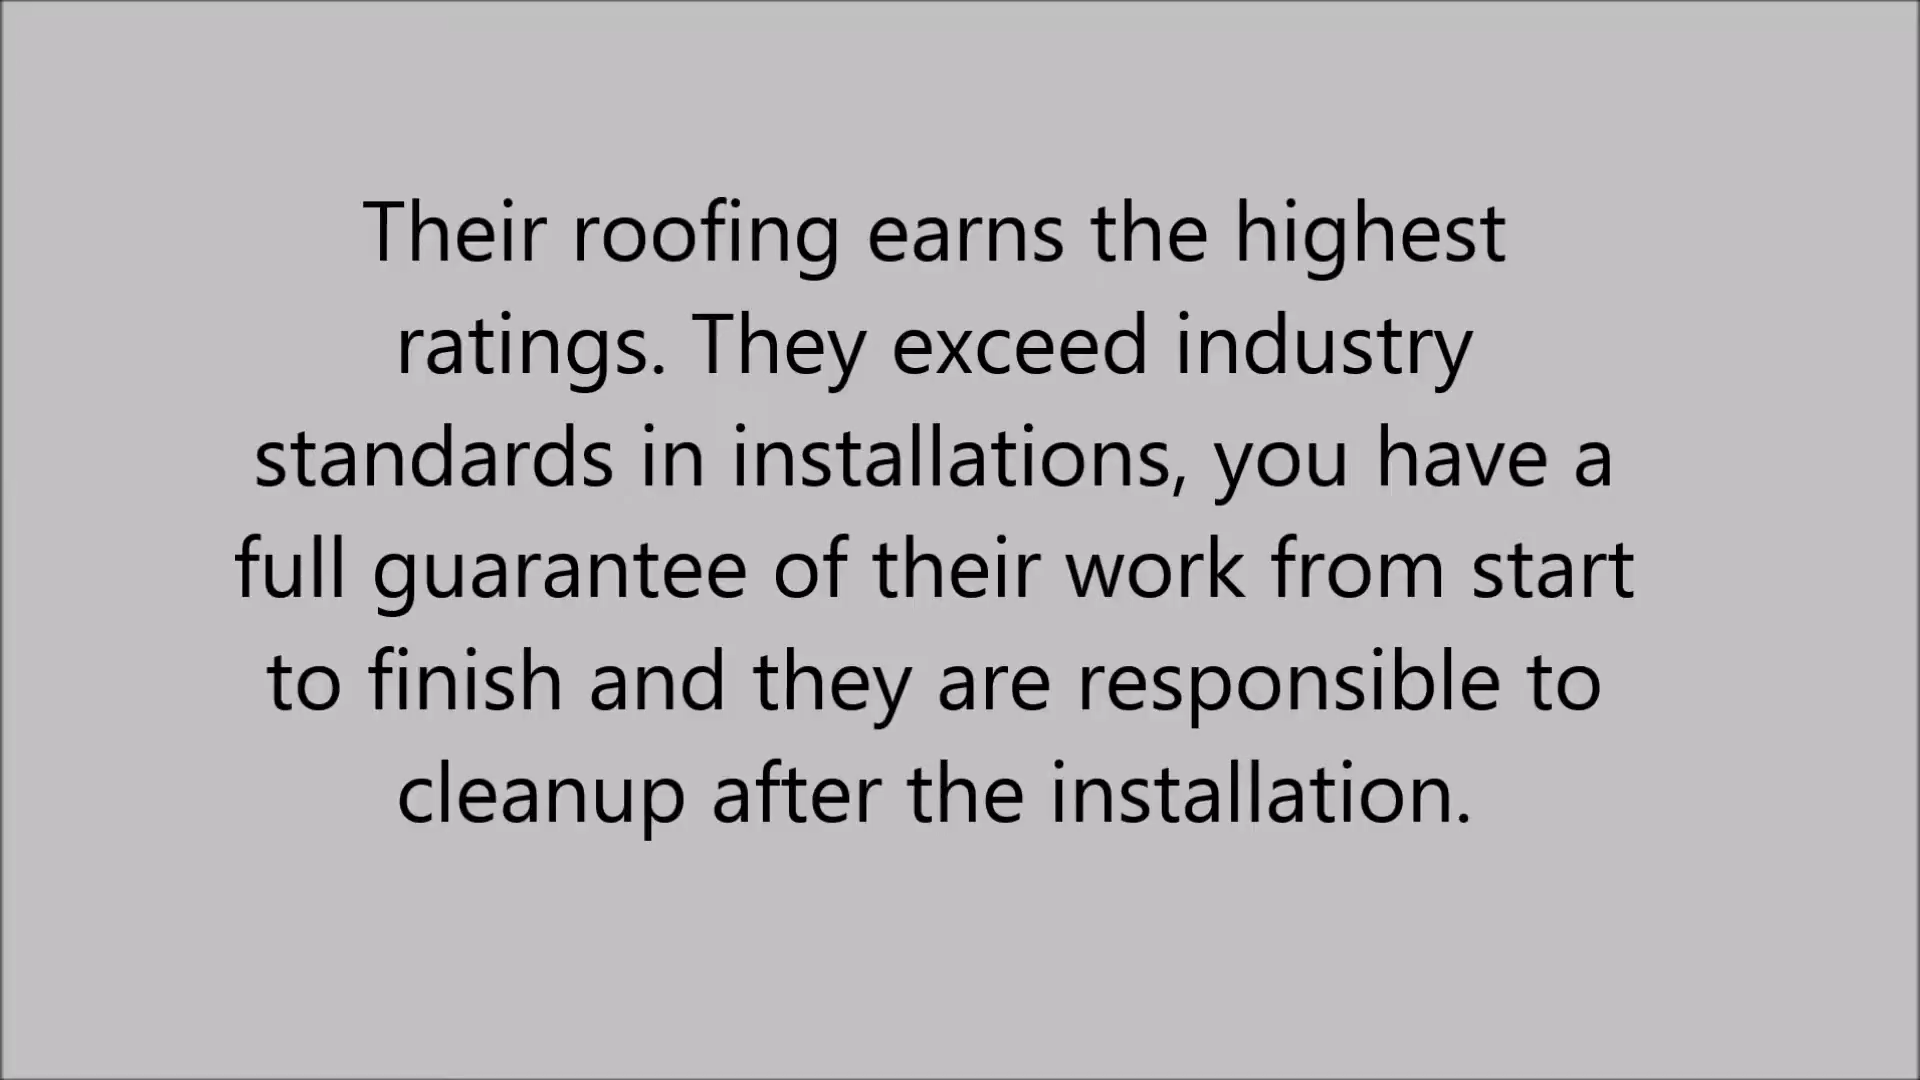 Their roofing earns the highest
ratings. They exceed industry
standards in installations, you have a
full guarantee of their work from start
to finish and they are responsible to
cleanup after the installation.